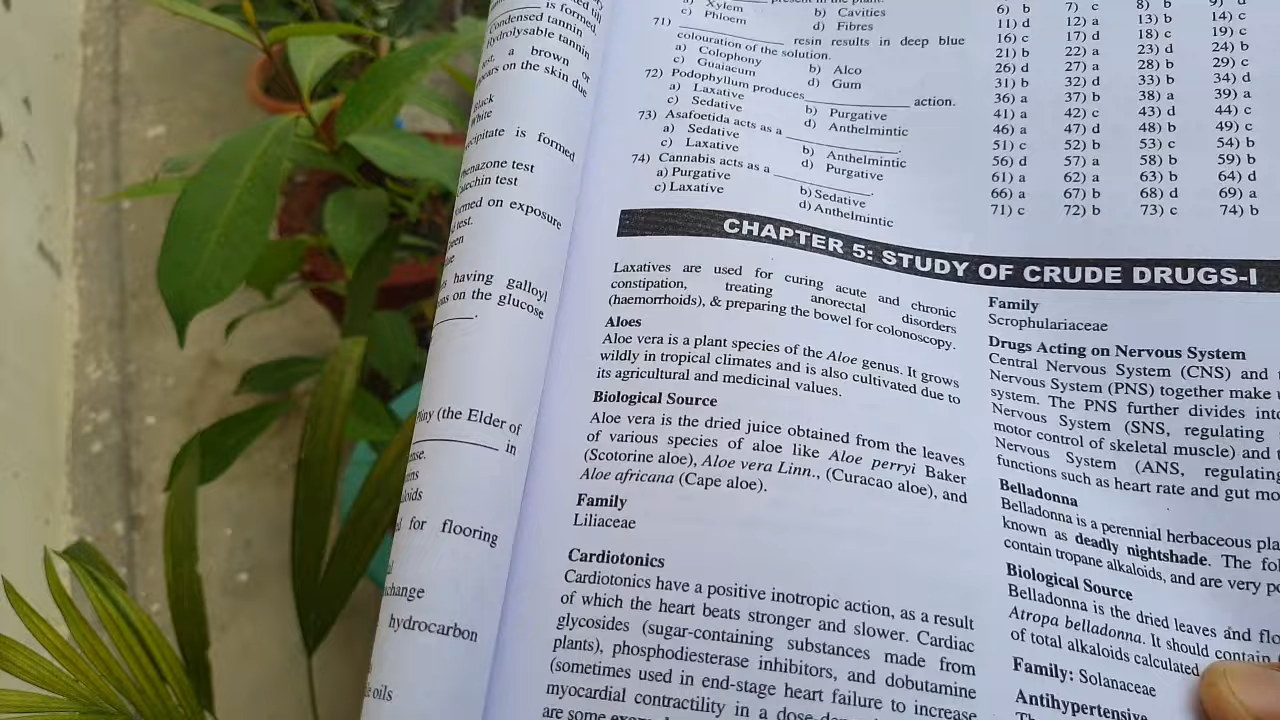 is formed.
Condensed tannin
Hydrolysable tannin
a brown or
on the skin due
is formed
test
test
on exposure
test.
having galloyl
on the glucose
(the Elder of
in
for flooring
hydrocarbon
oils
a) Xylem
b) Cavities
c) Phloem
d) Fibres
71) ____________ resin results in deep blue
colouration of the solution.
a) Colophony
b) Alco
c) Guaiacum
d) Gum
72) Podophyllum produces ____________ action.
a) Laxative
b) Purgative
c) Sedative
d) Anthelmintic
73) Asafoetida acts as a ____________.
a) Sedative
b) Anthelmintic
c) Laxative
d) Purgative
74) Cannabis acts as a ____________.
a) Purgative
b) Sedative
c) Laxative
d) Anthelmintic
6) b 7) c 8) b
11) d 12) a 13) b 14) c
16) c 17) d 18) c 19) c
21) b 22) a 23) d 24) b
26) d 27) a 28) b 29) c
31) b 32) d 33) b 34) d
36) a 37) b 38) a 39) a
41) a 42) c 43) d 44) c
46) a 47) d 48) b 49) c
51) c 52) b 53) c 54) b
56) d 57) a 58) b 59) b
61) a 62) a 63) b 64) d
66) a 67) b 68) d 69) a
71) c 72) b 73) c 74) b
CHAPTER 5: STUDY OF CRUDE DRUGS-I
Laxatives are used for curing acute and chronic
constipation, treating anorectal disorders
(haemorrhoids), & preparing the bowel for colonoscopy.
Aloes
Aloe vera is a plant species of the Aloe genus. It grows
wildly in tropical climates and is also cultivated due to
its agricultural and medicinal values.
Biological Source
Aloe vera is the dried juice obtained from the leaves
of various species of aloe like Aloe perryi Baker
(Scotorine aloe), Aloe vera Linn., (Curacao aloe), and
Aloe africana (Cape aloe).
Family
Liliaceae
Cardiotonics
Cardiotonics have a positive inotropic action, as a result
of which the heart beats stronger and slower. Cardiac
glycosides (sugar-containing substances made from
plants), phosphodiesterase inhibitors, and dobutamine
(sometimes used in end-stage heart failure to increase
myocardial contractility in a
are some
Family
Scrophulariaceae
Drugs Acting on Nervous System
Central Nervous System (CNS) and
Nervous System (PNS) together make
system. The PNS further divides
Nervous System (SNS, regulating
motor control of skeletal muscle) and
Nervous System (ANS, regulating
functions such as heart rate and gut
Belladonna
Belladonna is a perennial herbaceous
known as deadly nightshade. The
contain tropane alkaloids, and are very
Biological Source
Belladonna is the dried leaves and
Atropa belladonna. It should contain
of total alkaloids calculated
Family: Solanaceae
Antihypertensive